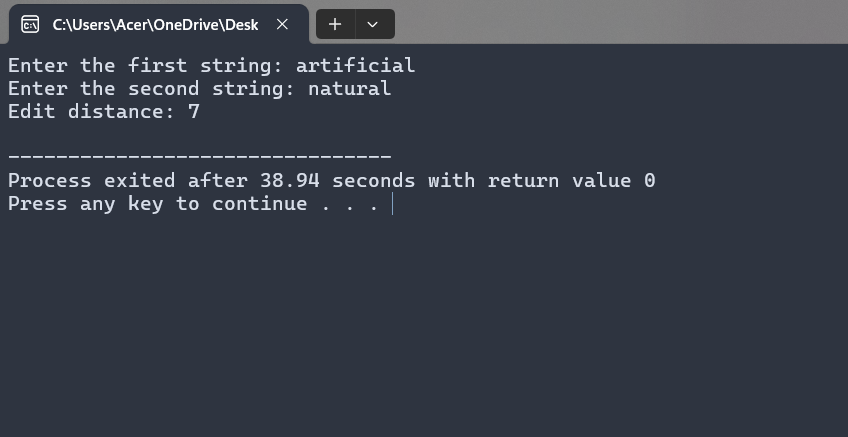 C:\Users\Acer\OneDrive\Desk
Enter the first string: artificial
Enter the second string: natural
Edit distance: 7
--------------------------------
Process exited after 38.94 seconds with return value 0
Press any key to continue . . .